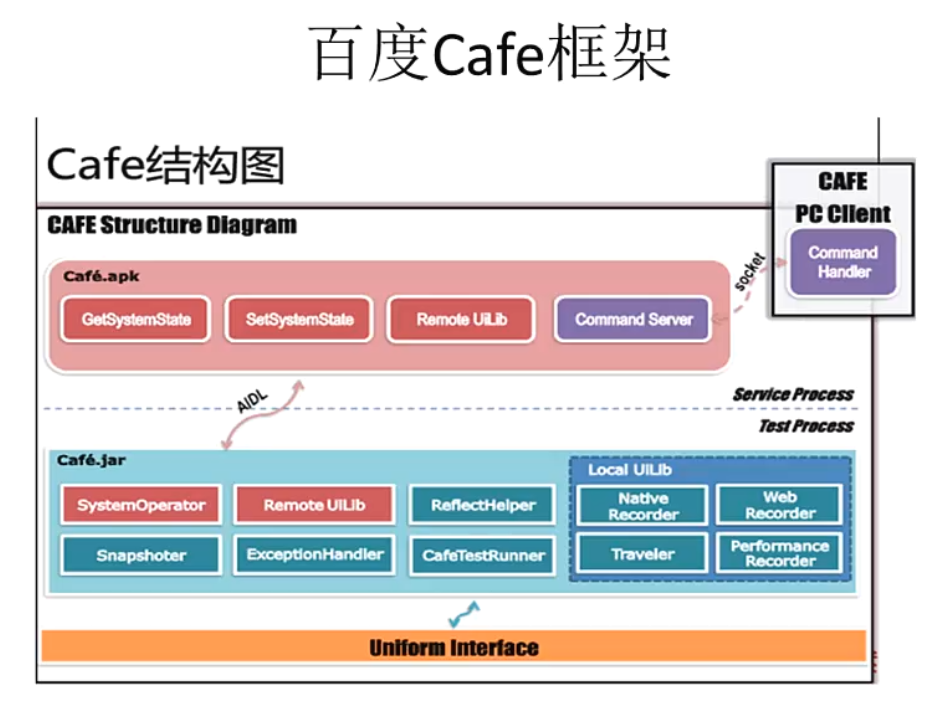 百度Cafe框架
Cafe结构图
CAFE
PC Client
Command
Handler
CAFE Structure Diagram
socket
Café.apk
GetSystemState
SetSystemState
Remote UiLib
Command Server
AIDL
Service Process
Test Process
Café.jar
Local UiLib
SystemOperator
Remote UiLib
ReflectHelper
Native
Recorder
Web
Recorder
Snapshoter
ExceptionHandler
CafeTestRunner
Traveler
Performance
Recorder
Uniform Interface